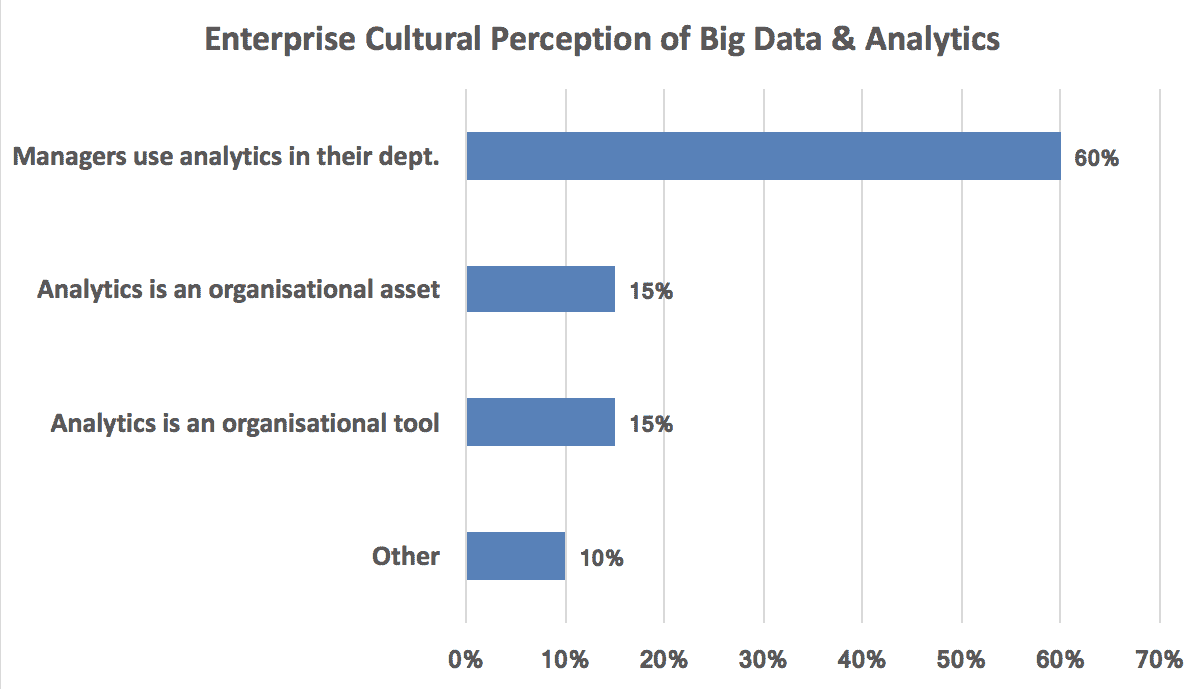 Enterprise Cultural Perception of Big Data & Analytics
Managers use analytics in their dept.
60%
Analytics is an organisational asset
15%
Analytics is an organisational tool
15%
Other
10%
0% 10% 20% 30% 40% 50% 60% 70%